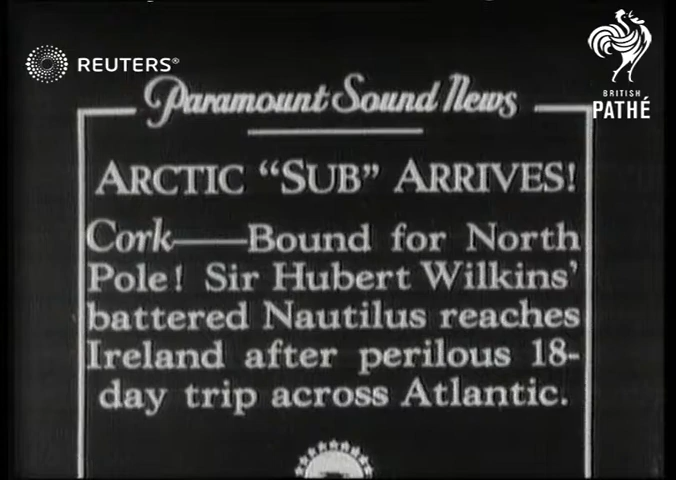 REUTERS®
BRITISH
PATHÉ
Paramount Sound News
ARCTIC “SUB” ARRIVES!
Cork——Bound for North
Pole! Sir Hubert Wilkins’
battered Nautilus reaches
Ireland after perilous 18-
day trip across Atlantic.